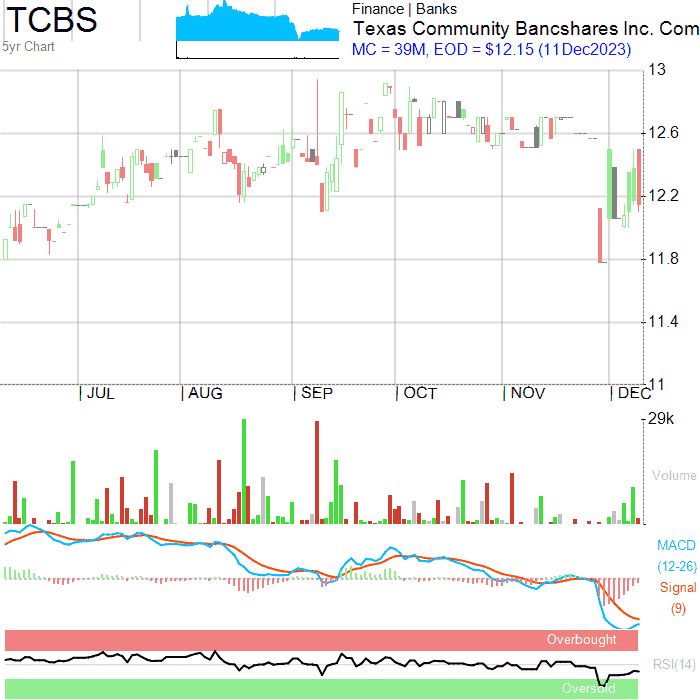 TCBS
5yr Chart
Finance | Banks
Texas Community Bancshares Inc. Com
MC = 39M, EOD = $12.15 (11Dec2023)
13
12.6
12.2
11.8
11.4
11
JUL AUG SEP OCT NOV DEC
29k
Volume
MACD
(12-26)
Signal
(9)
Overbought
RSI(14)
Oversold